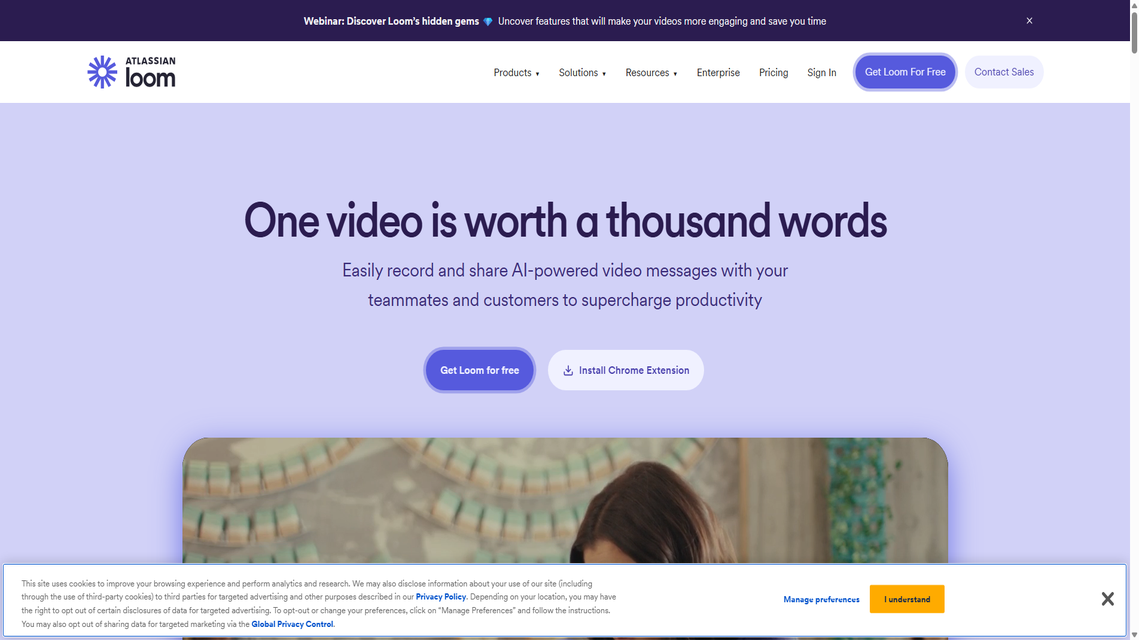 Webinar: Discover Loom's hidden gems 💎 Uncover features that will make your videos more engaging and save you time
X
ATLASSIAN
loom
Products ▾
Solutions ▾
Resources ▾
Enterprise
Pricing
Sign In
Get Loom For Free
Contact Sales
One video is worth a thousand words
Easily record and share AI-powered video messages with your
teammates and customers to supercharge productivity
Get Loom for free
Install Chrome Extension
This site uses cookies to improve your browsing experience and perform analytics and research. We may also disclose information about your use of our site (including
through the use of third-party cookies) to third parties for targeted advertising and other purposes described in our Privacy Policy. Depending on your location, you may have
the right to opt out of certain disclosures of data for targeted advertising. To opt-out or change your preferences, click on "Manage Preferences" and follow the instructions.
You may also opt out of sharing data for targeted marketing via the Global Privacy Control.
Manage preferences
I understand